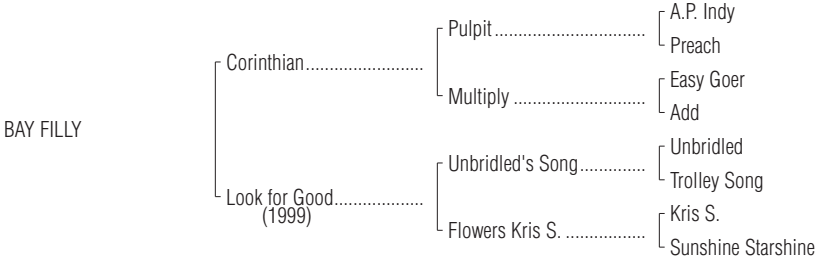 A.P. Indy
Pulpit................................
Preach
Corinthian.........................
Easy Goer
Multiply ............................
Add
BAY FILLY
Unbridled
Unbridled's Song..............
Trolley Song
Look for Good...................
(1999)
Kris S.
Flowers Kris S. .................
Sunshine Starshine